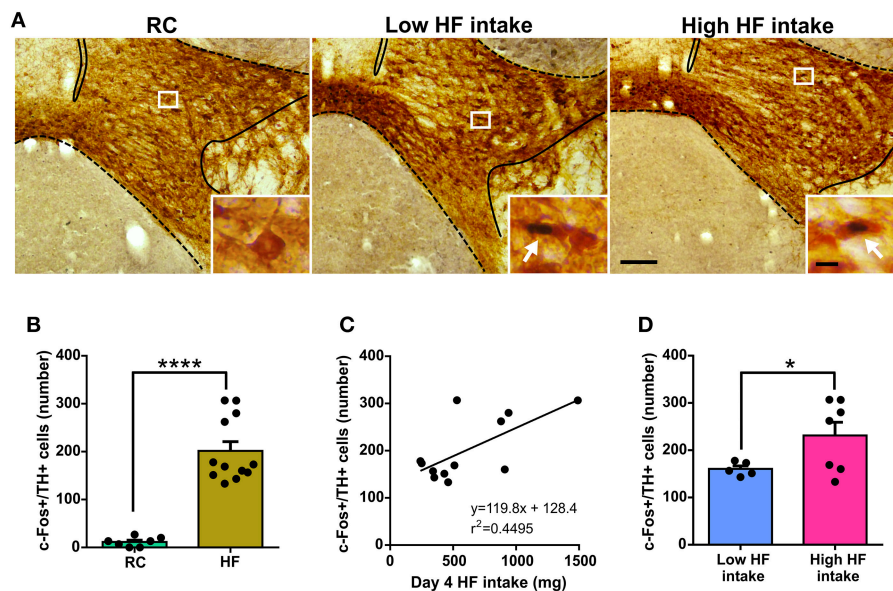 A
RC
Low HF intake
High HF intake
B
c-Fos+/TH+ cells (number)
400
300
200
100
0
****
RC
HF
C
c-Fos+/TH+ cells (number)
400
300
200
100
0
y=119.8x + 128.4
r²=0.4495
0
500
1000
1500
Day 4 HF intake (mg)
D
c-Fos+/TH+ cells (number)
400
300
200
100
0
*
Low HF
intake
High HF
intake